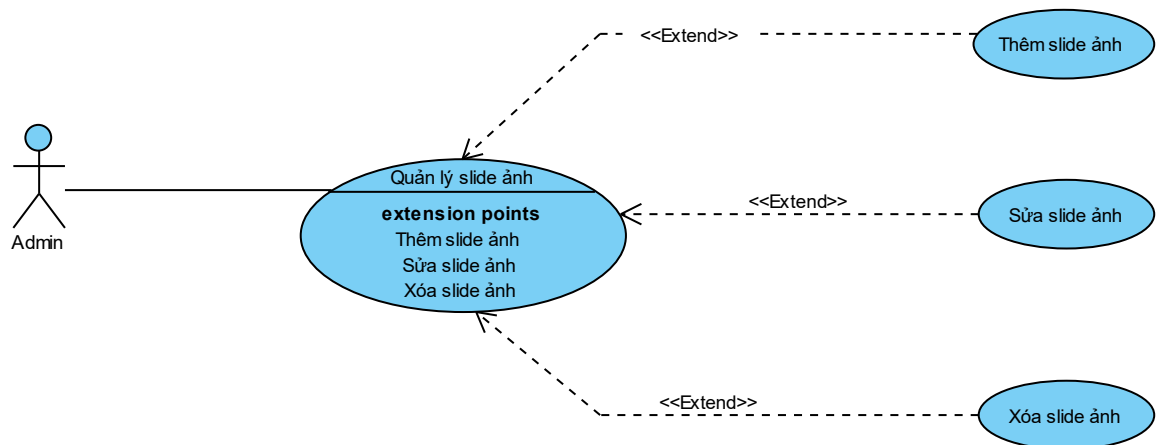 <<Extend>>
Thêm slide ảnh
Admin
Quản lý slide ảnh
extension points
Thêm slide ảnh
Sửa slide ảnh
Xóa slide ảnh
<<Extend>>
Sửa slide ảnh
<<Extend>>
Xóa slide ảnh